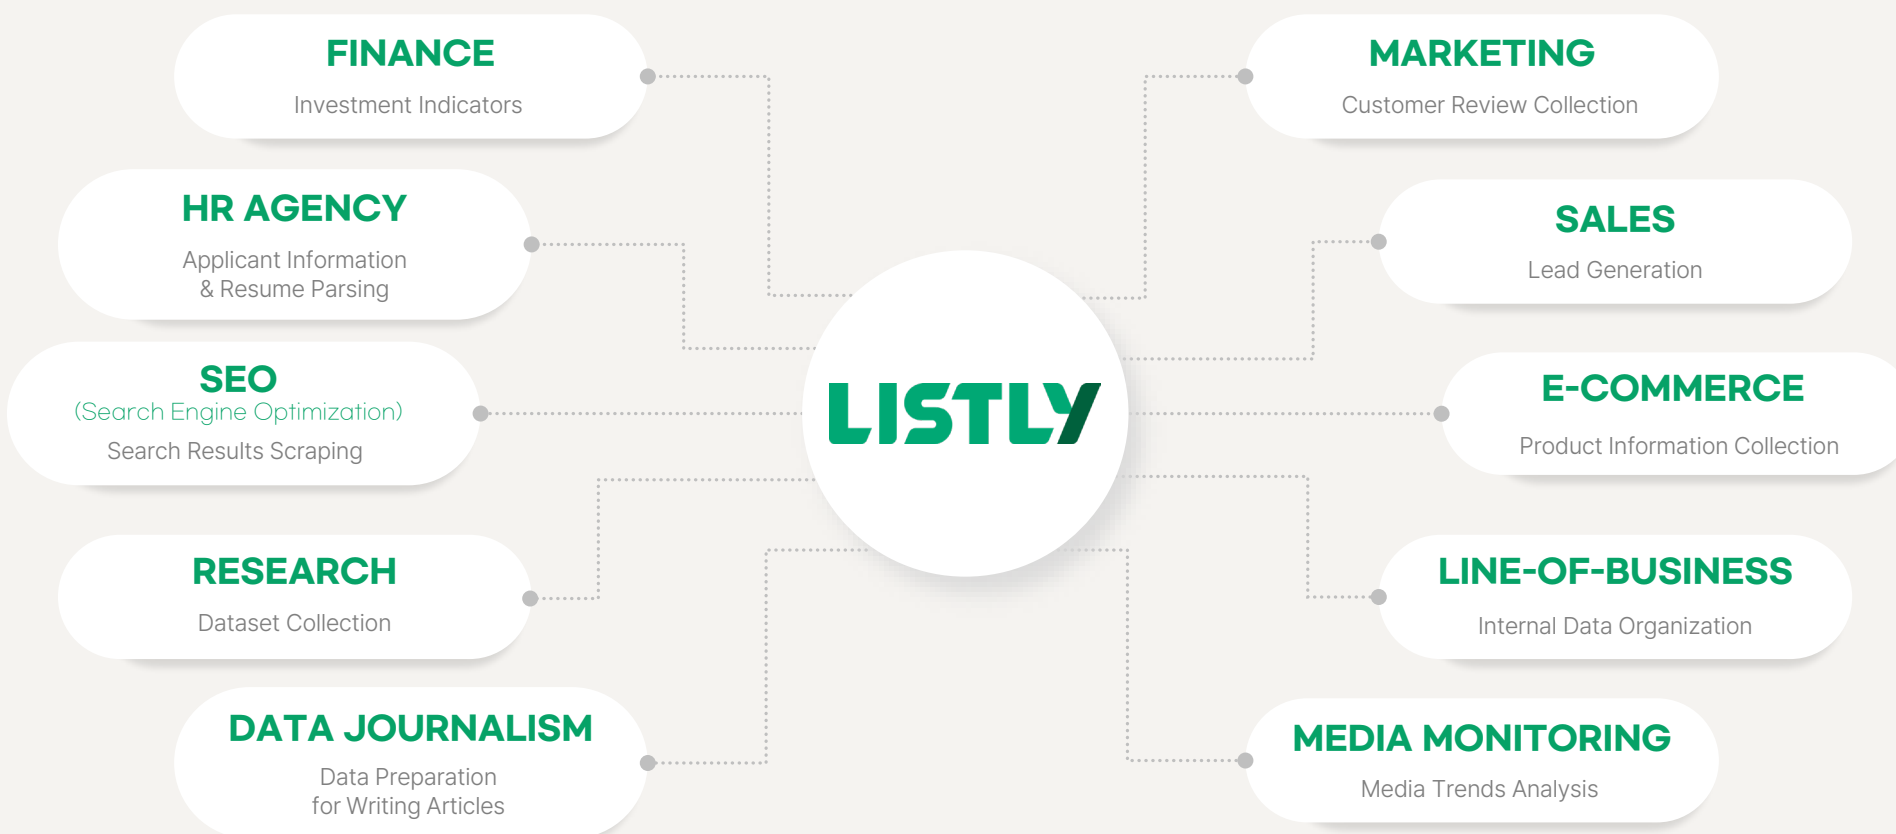 FINANCE
Investment Indicators
HR AGENCY
Applicant Information
& Resume Parsing
SEO
(Search Engine Optimization)
Search Results Scraping
RESEARCH
Dataset Collection
DATA JOURNALISM
Data Preparation
for Writing Articles
LISTLY
MARKETING
Customer Review Collection
SALES
Lead Generation
E-COMMERCE
Product Information Collection
LINE-OF-BUSINESS
Internal Data Organization
MEDIA MONITORING
Media Trends Analysis